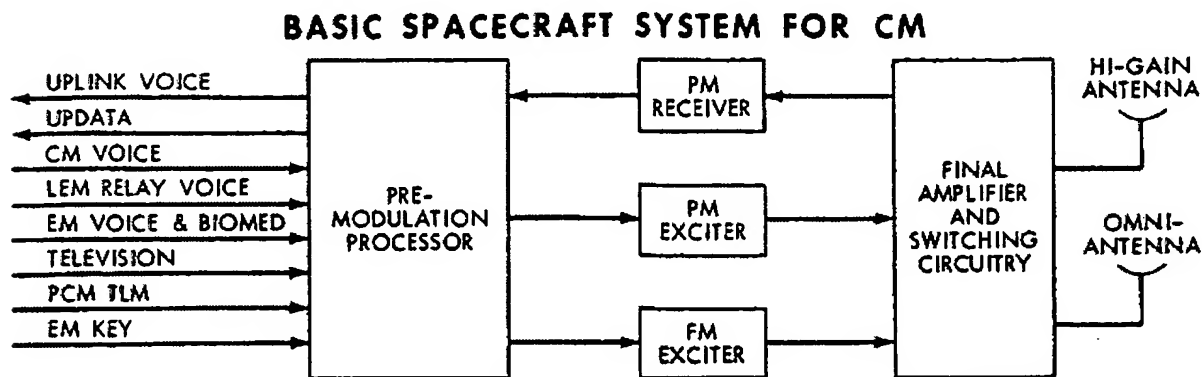 BASIC SPACECRAFT SYSTEM FOR CM
UPLINK VOICE
UPDATA
CM VOICE
LEM RELAY VOICE
EM VOICE & BIOMED
TELEVISION
PCM TLM
EM KEY
PRE-
MODULATION
PROCESSOR
PM
RECEIVER
PM
EXCITER
FM
EXCITER
FINAL
AMPLIFIER
AND
SWITCHING
CIRCUITRY
HI-GAIN
ANTENNA
OMNI-
ANTENNA